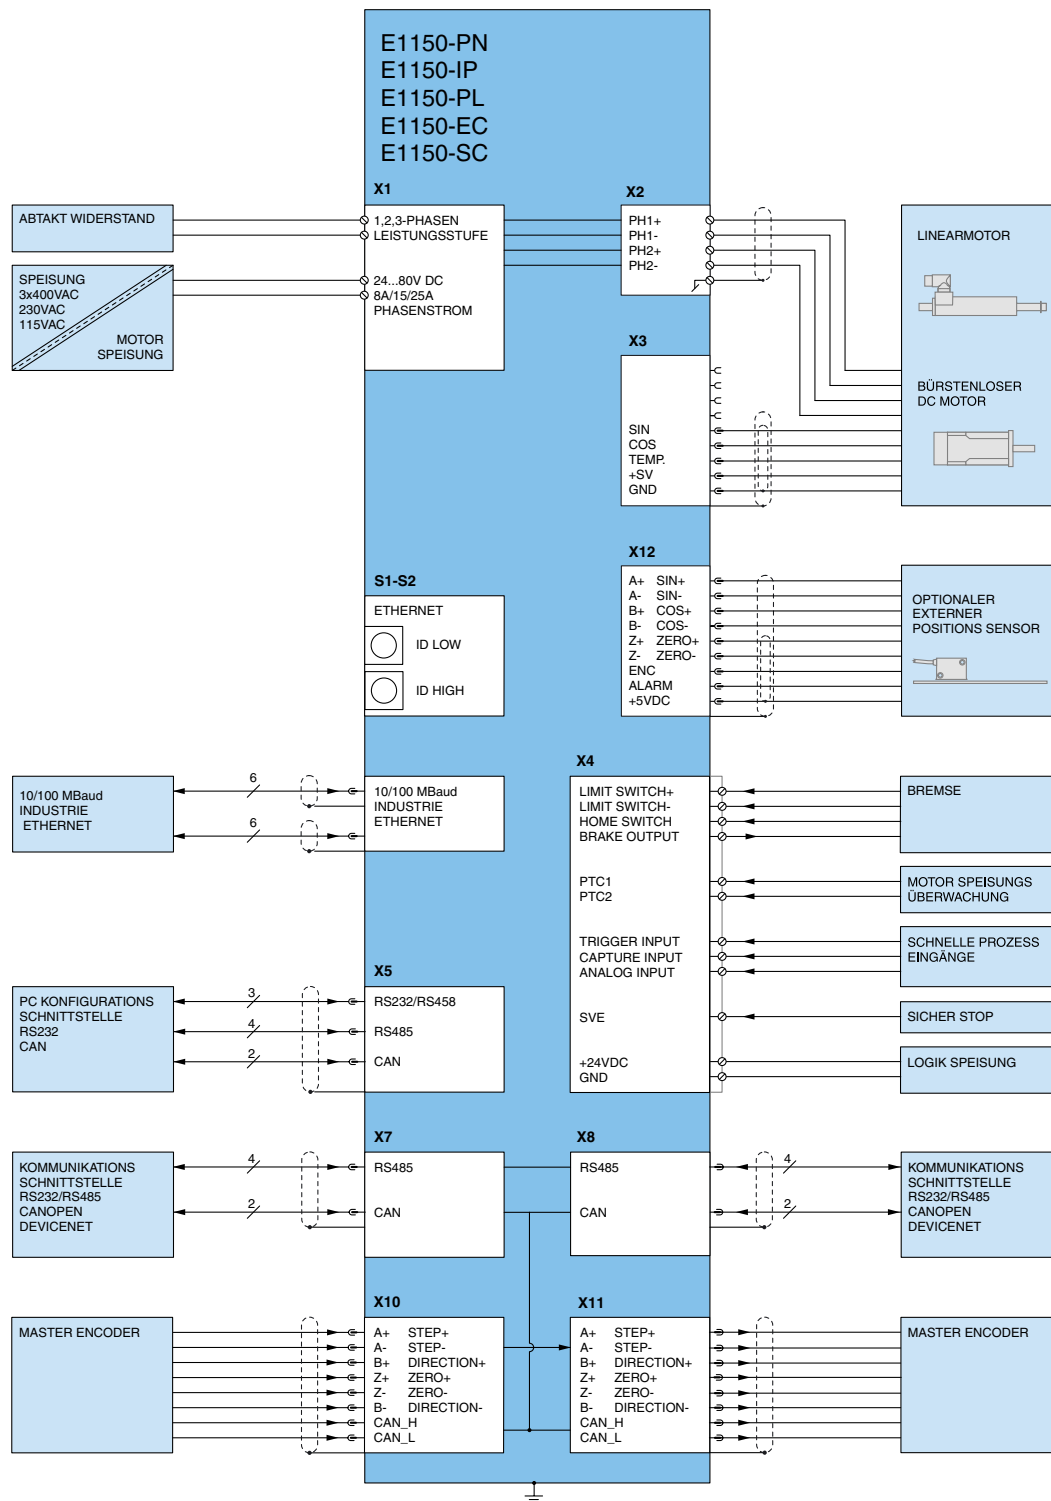 E1150-PN
E1150-IP
E1150-PL
E1150-EC
E1150-SC
X1
X2
ABTAKT WIDERSTAND
1,2,3-PHASEN
LEISTUNGSSTUFE
PH1+
PH1-
PH2+
PH2-
LINEARMOTOR
SPEISUNG
3x400VAC
230VAC
115VAC
MOTOR
SPEISUNG
24...80V DC
8A/15/25A
PHASENSTROM
X3
BÜRSTENLOSER
DC MOTOR
SIN
COS
TEMP.
+SV
GND
X12
S1-S2
ETHERNET
ID LOW
ID HIGH
A+ SIN+
A- SIN-
B+ COS+
B- COS-
Z+ ZERO+
Z- ZERO-
ENC
ALARM
+5VDC
OPTIONALER
EXTERNER
POSITIONS SENSOR
X4
10/100 MBaud
INDUSTRIE
ETHERNET
6
6
10/100 MBaud
INDUSTRIE
ETHERNET
LIMIT SWITCH+
LIMIT SWITCH-
HOME SWITCH
BRAKE OUTPUT
BREMSE
PTC1
PTC2
MOTOR SPEISUNGS
ÜBERWACHUNG
TRIGGER INPUT
CAPTURE INPUT
ANALOG INPUT
SCHNELLE PROZESS
EINGÄNGE
X5
PC KONFIGURATIONS
SCHNITTSTELLE
RS232
CAN
3
4
2
RS232/RS458
RS485
CAN
SVE
SICHER STOP
+24VDC
GND
LOGIK SPEISUNG
X7
X8
KOMMUNIKATIONS
SCHNITTSTELLE
RS232/RS485
CANOPEN
DEVICENET
4
2
RS485
CAN
RS485
CAN
4
2
KOMMUNIKATIONS
SCHNITTSTELLE
RS232/RS485
CANOPEN
DEVICENET
X10
X11
MASTER ENCODER
A+ STEP+
A- STEP-
B+ DIRECTION+
Z+ ZERO+
Z- ZERO-
B- DIRECTION-
CAN_H
CAN_L
A+ STEP+
A- STEP-
B+ DIRECTION+
Z+ ZERO+
Z- ZERO-
B- DIRECTION-
CAN_H
CAN_L
MASTER ENCODER